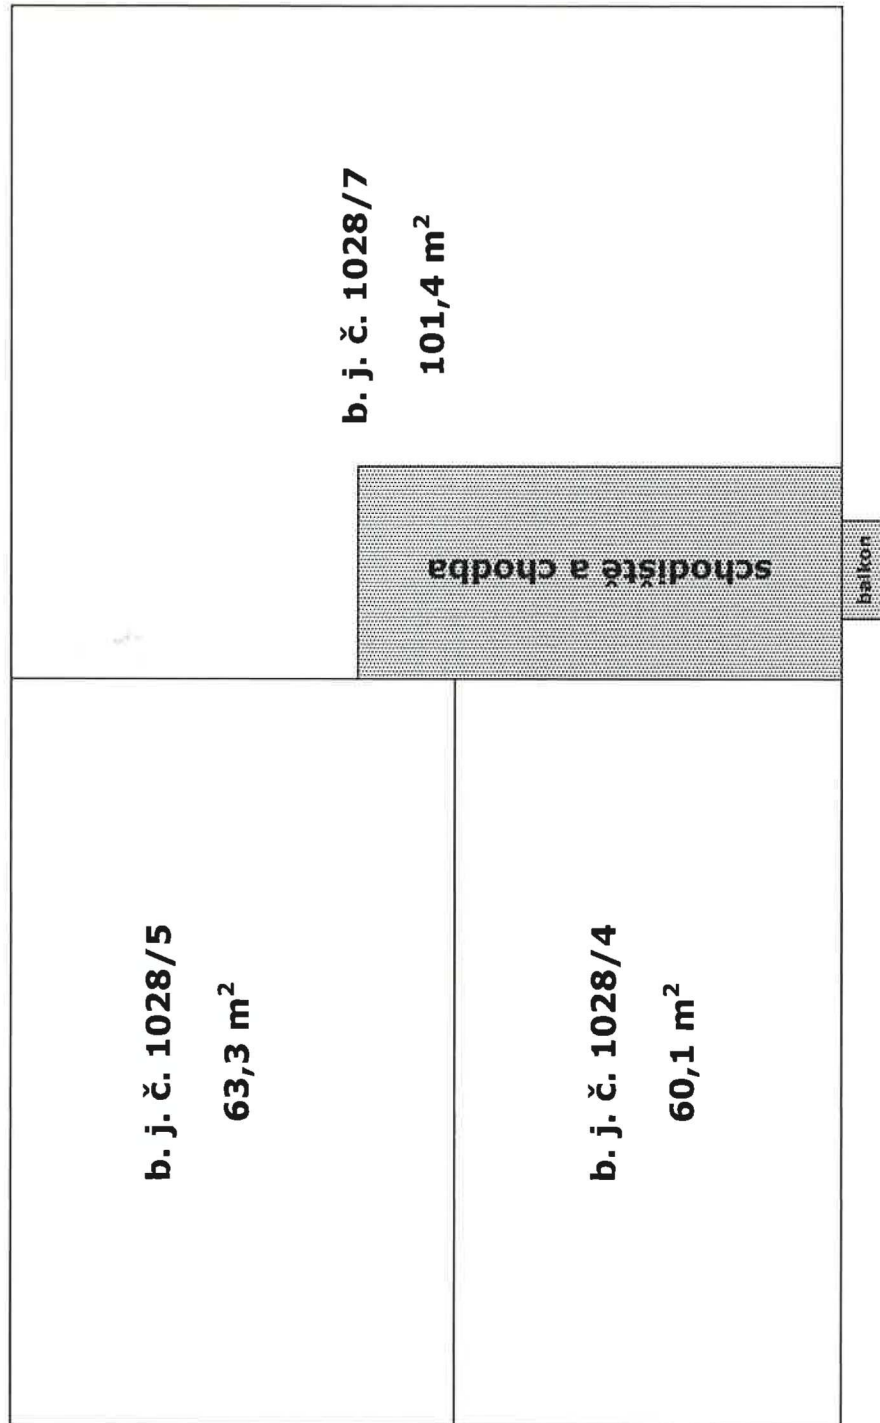 b. j. č. 1028/5
63,3 m²
b. j. č. 1028/7
101,4 m²
b. j. č. 1028/4
60,1 m²
schodiště a chodba
balkon